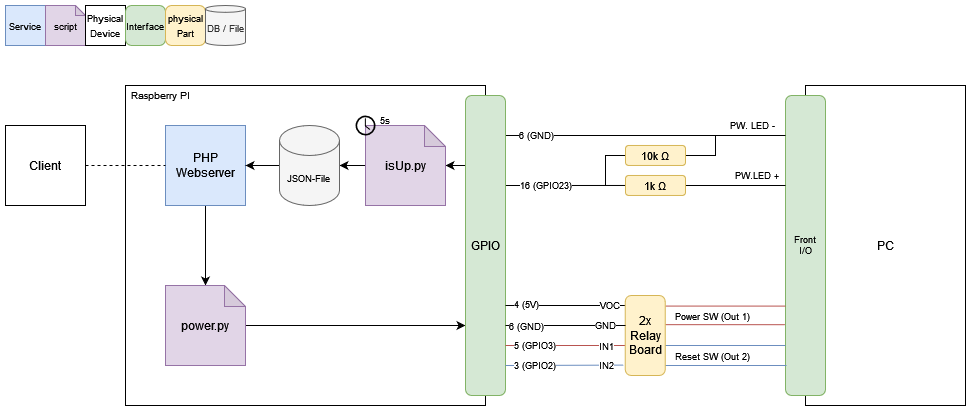 Service
script
Physical
Device
Interface
physical
Part
DB / File
Raspberry PI
Client
PHP
Webserver
JSON-File
5s
isUp.py
power.py
GPIO
6 (GND)
PW. LED -
10k Ω
16 (GPIO23)
1k Ω
PW.LED +
Front
I/O
PC
4 (5V)
VOC
6 (GND)
GND
5 (GPIO3)
IN1
3 (GPIO2)
IN2
2x
Relay
Board
Power SW (Out 1)
Reset SW (Out 2)